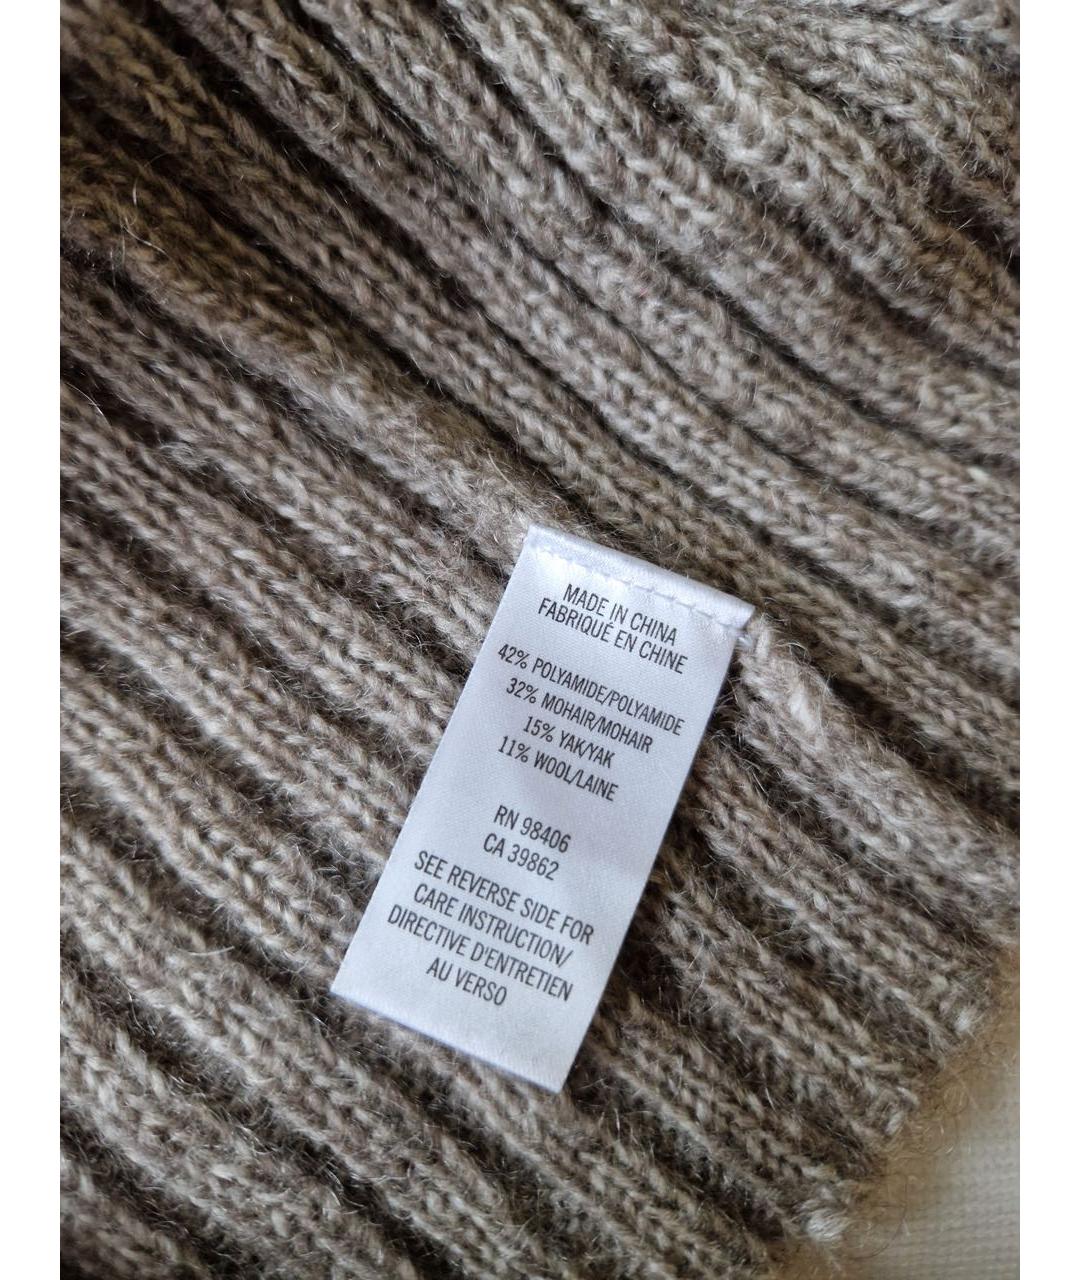 MADE IN CHINA
FABRIQUÉ EN CHINE
42% POLYAMIDE/POLYAMIDE
32% MOHAIR/MOHAIR
15% YAK/YAK
11% WOOL/LAINE
RN 98406
CA 39862
SEE REVERSE SIDE FOR
CARE INSTRUCTION/
DIRECTIVE D'ENTRETIEN
AU VERSO